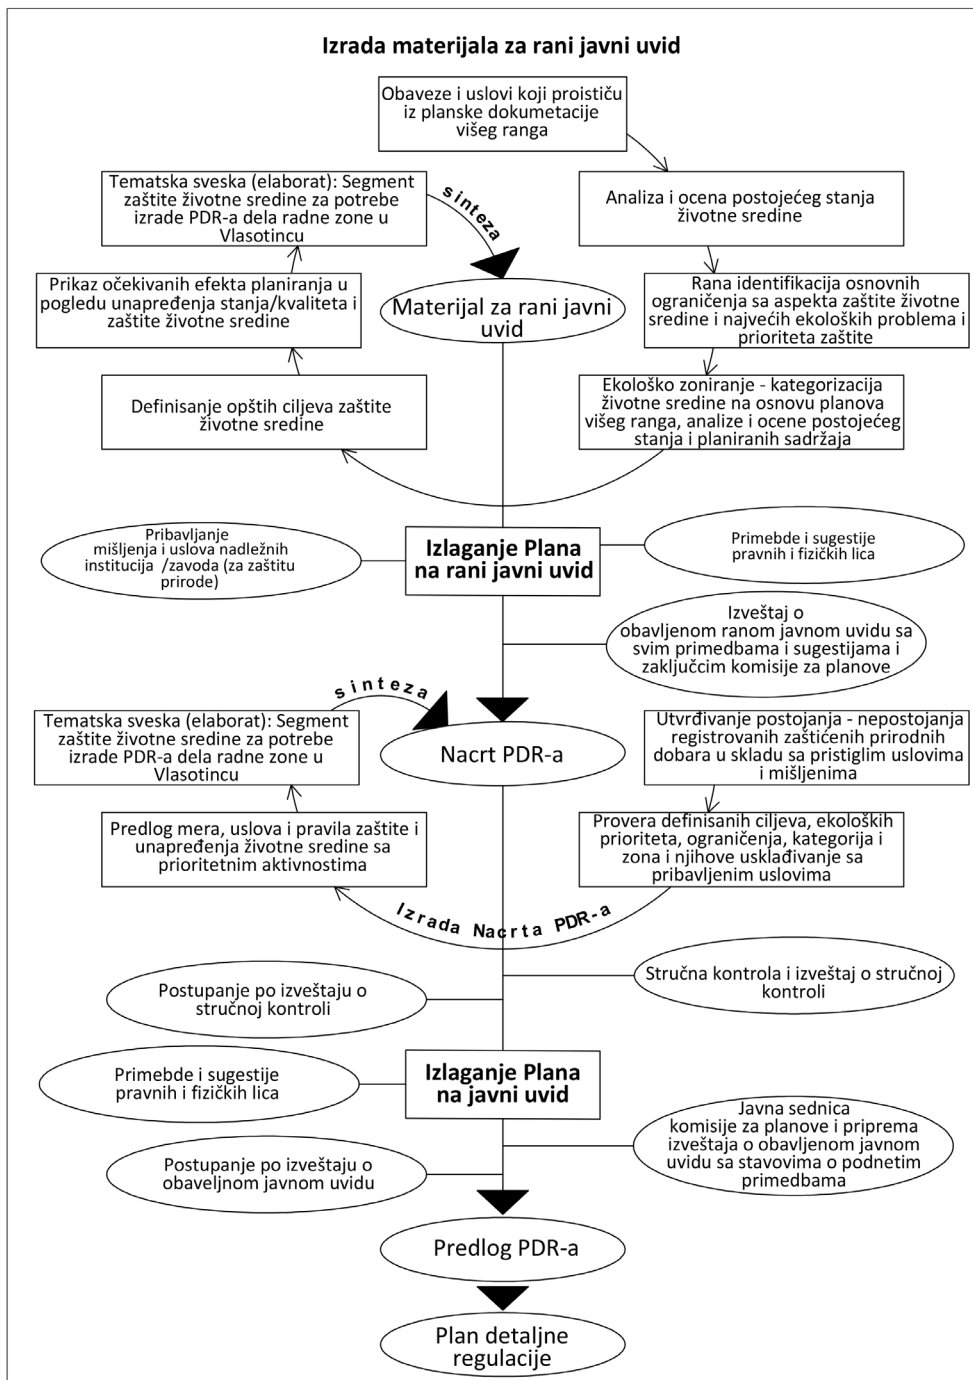 Izrada materijala za rani javni uvid
Obaveze i uslovi koji proističu
iz planske dokumetacije
višeg ranga
Tematska sveska (elaborat): Segment
zaštite životne sredine za potrebe
izrade PDR-a dela radne zone u
Vlasotincu
sinteza
Analiza i ocena postojećeg stanja
životne sredine
Prikaz očekivanih efekta planiranja u
pogledu unapređenja stanja/kvaliteta i
zaštite životne sredine
Materijal za rani javni
uvid
Rana identifikacija osnovnih
ograničenja sa aspekta zaštite životne
sredine i najvećih ekoloških problema i
prioriteta zaštite
Definisanje opštih ciljeva zaštite
životne sredine
Ekološko zoniranje - kategorizacija
životne sredine na osnovu planova
višeg ranga, analize i ocene postojećeg
stanja i planiranih sadržaja
Pribavljanje
mišljenja i uslova nadležnih
institucija /zavoda (za zaštitu
prirode)
Izlaganje Plana
na rani javni uvid
Primebde i sugestije
pravnih i fizičkih lica
Izveštaj o
obavljenom ranom javnom uvidu sa
svim primedbama i sugestijama i
zaključcim komisije za planove
sinteza
Tematska sveska (elaborat): Segment
zaštite životne sredine za potrebe
izrade PDR-a dela radne zone u
Vlasotincu
Nacrt PDR-a
Utvrđivanje postojanja - nepostojanja
registrovanih zaštićenih prirodnih
dobara u skladu sa pristiglim uslovima
i mišljenima
Predlog mera, uslova i pravila zaštite i
unapređenja životne sredine sa
prioritetnim aktivnostima
Provera definisanih ciljeva, ekoloških
prioriteta, ograničenja, kategorija i
zona i njihove usklađivanje sa
pribavljenim uslovima
Izrada Nacrta PDR-a
Postupanje po izveštaju o
stručnoj kontroli
Stručna kontrola i izveštaj o stručnoj
kontroli
Primebde i sugestije
pravnih i fizičkih lica
Izlaganje Plana
na javni uvid
Postupanje po izveštaju o
obaveljnom javnom uvidu
Javna sednica
komisije za planove i priprema
izveštaja o obavljenom javnom
uvidu sa stavovima o podnetim
primedbama
Predlog PDR-a
Plan detaljne
regulacije